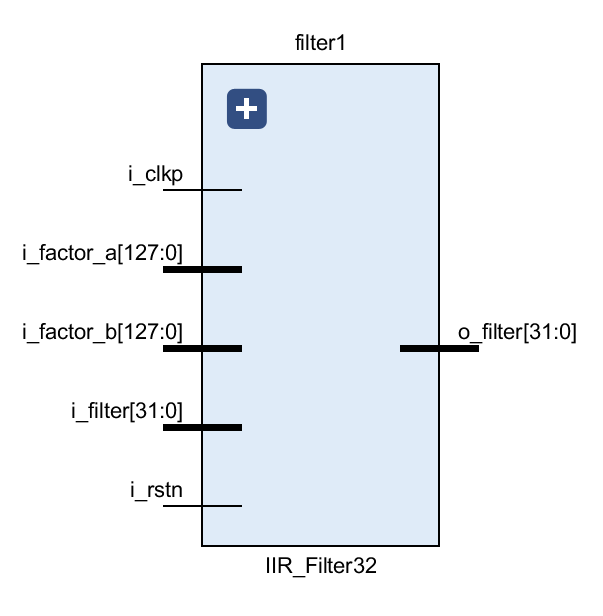 filter1
i_clkp
i_factor_a[127:0]
i_factor_b[127:0]
o_filter[31:0]
i_filter[31:0]
i_rstn
IIR_Filter32